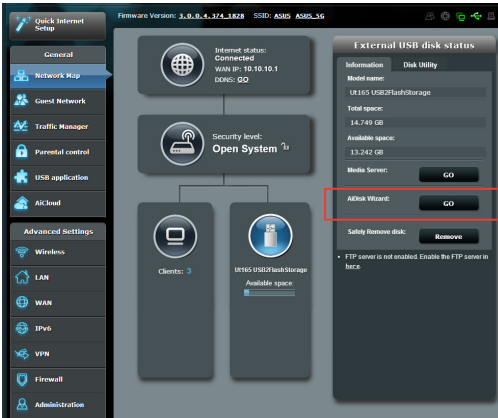 Quick Internet
Setup
Firmware Version: 3.0.0.4.374_1828 SSID: ASUS ASUS_5G
General
Network Map
Guest Network
Traffic Manager
Parental control
USB application
AiCloud
Advanced Settings
Wireless
LAN
WAN
IPv6
VPN
Firewall
Administration
Internet status:
Connected
WAN IP: 10.10.10.1
DDNS: GO
Security level:
Open System
Clients: 3
Ut165 USB2FlashStorage
Available space:
External USB disk status
Information Disk Utility
Model name:
Ut165 USB2FlashStorage
Total space:
14.749 GB
Available space:
13.242 GB
Media Server: GO
AiDisk Wizard: GO
Safely Remove disk: Remove
• FTP server is not enabled. Enable the FTP server in
here.